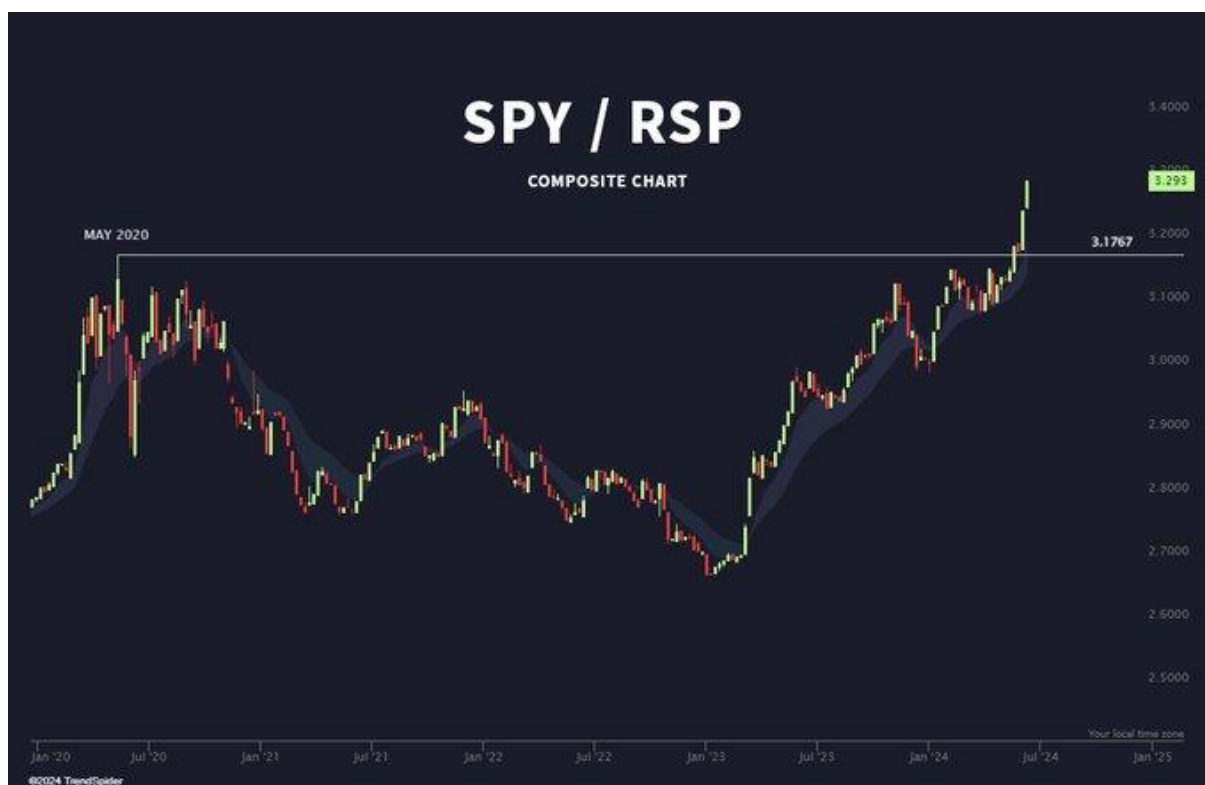 SPY / RSP
COMPOSITE CHART
3.4000
3.293
MAY 2020
3.2000
3.1767
3.1000
3.0000
2.9000
2.8000
2.7000
2.6000
2.5000
Your local time zone
Jan '20 Jul '20 Jan '21 Jul '21 Jan '22 Jul '22 Jan '23 Jul '23 Jan '24 Jul '24 Jan '25
©2024 TrendSpider